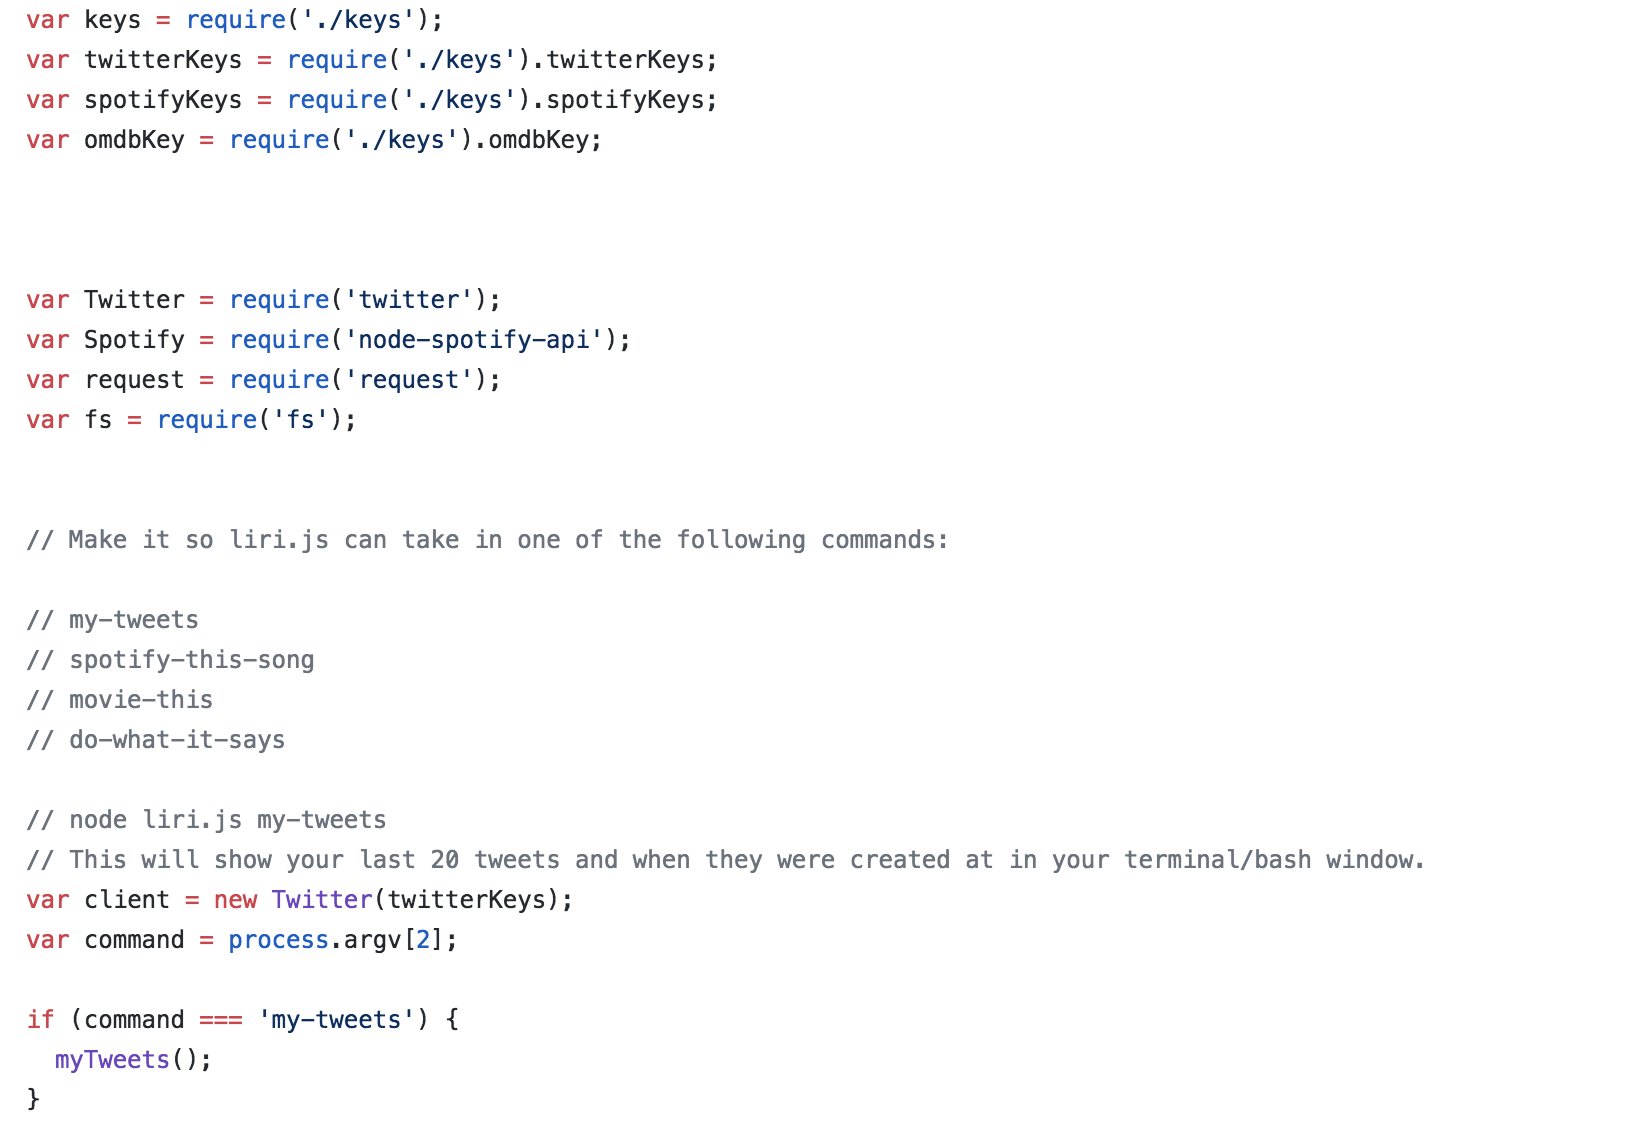 var keys = require('./keys');
var twitterKeys = require('./keys').twitterKeys;
var spotifyKeys = require('./keys').spotifyKeys;
var omdbKey = require('./keys').omdbKey;
var Twitter = require('twitter');
var Spotify = require('node-spotify-api');
var request = require('request');
var fs = require('fs');
// Make it so liri.js can take in one of the following commands:
// my-tweets
// spotify-this-song
// movie-this
// do-what-it-says
// node liri.js my-tweets
// This will show your last 20 tweets and when they were created at in your terminal/bash window.
var client = new Twitter(twitterKeys);
var command = process.argv[2];
if (command === 'my-tweets') {
  myTweets();
}